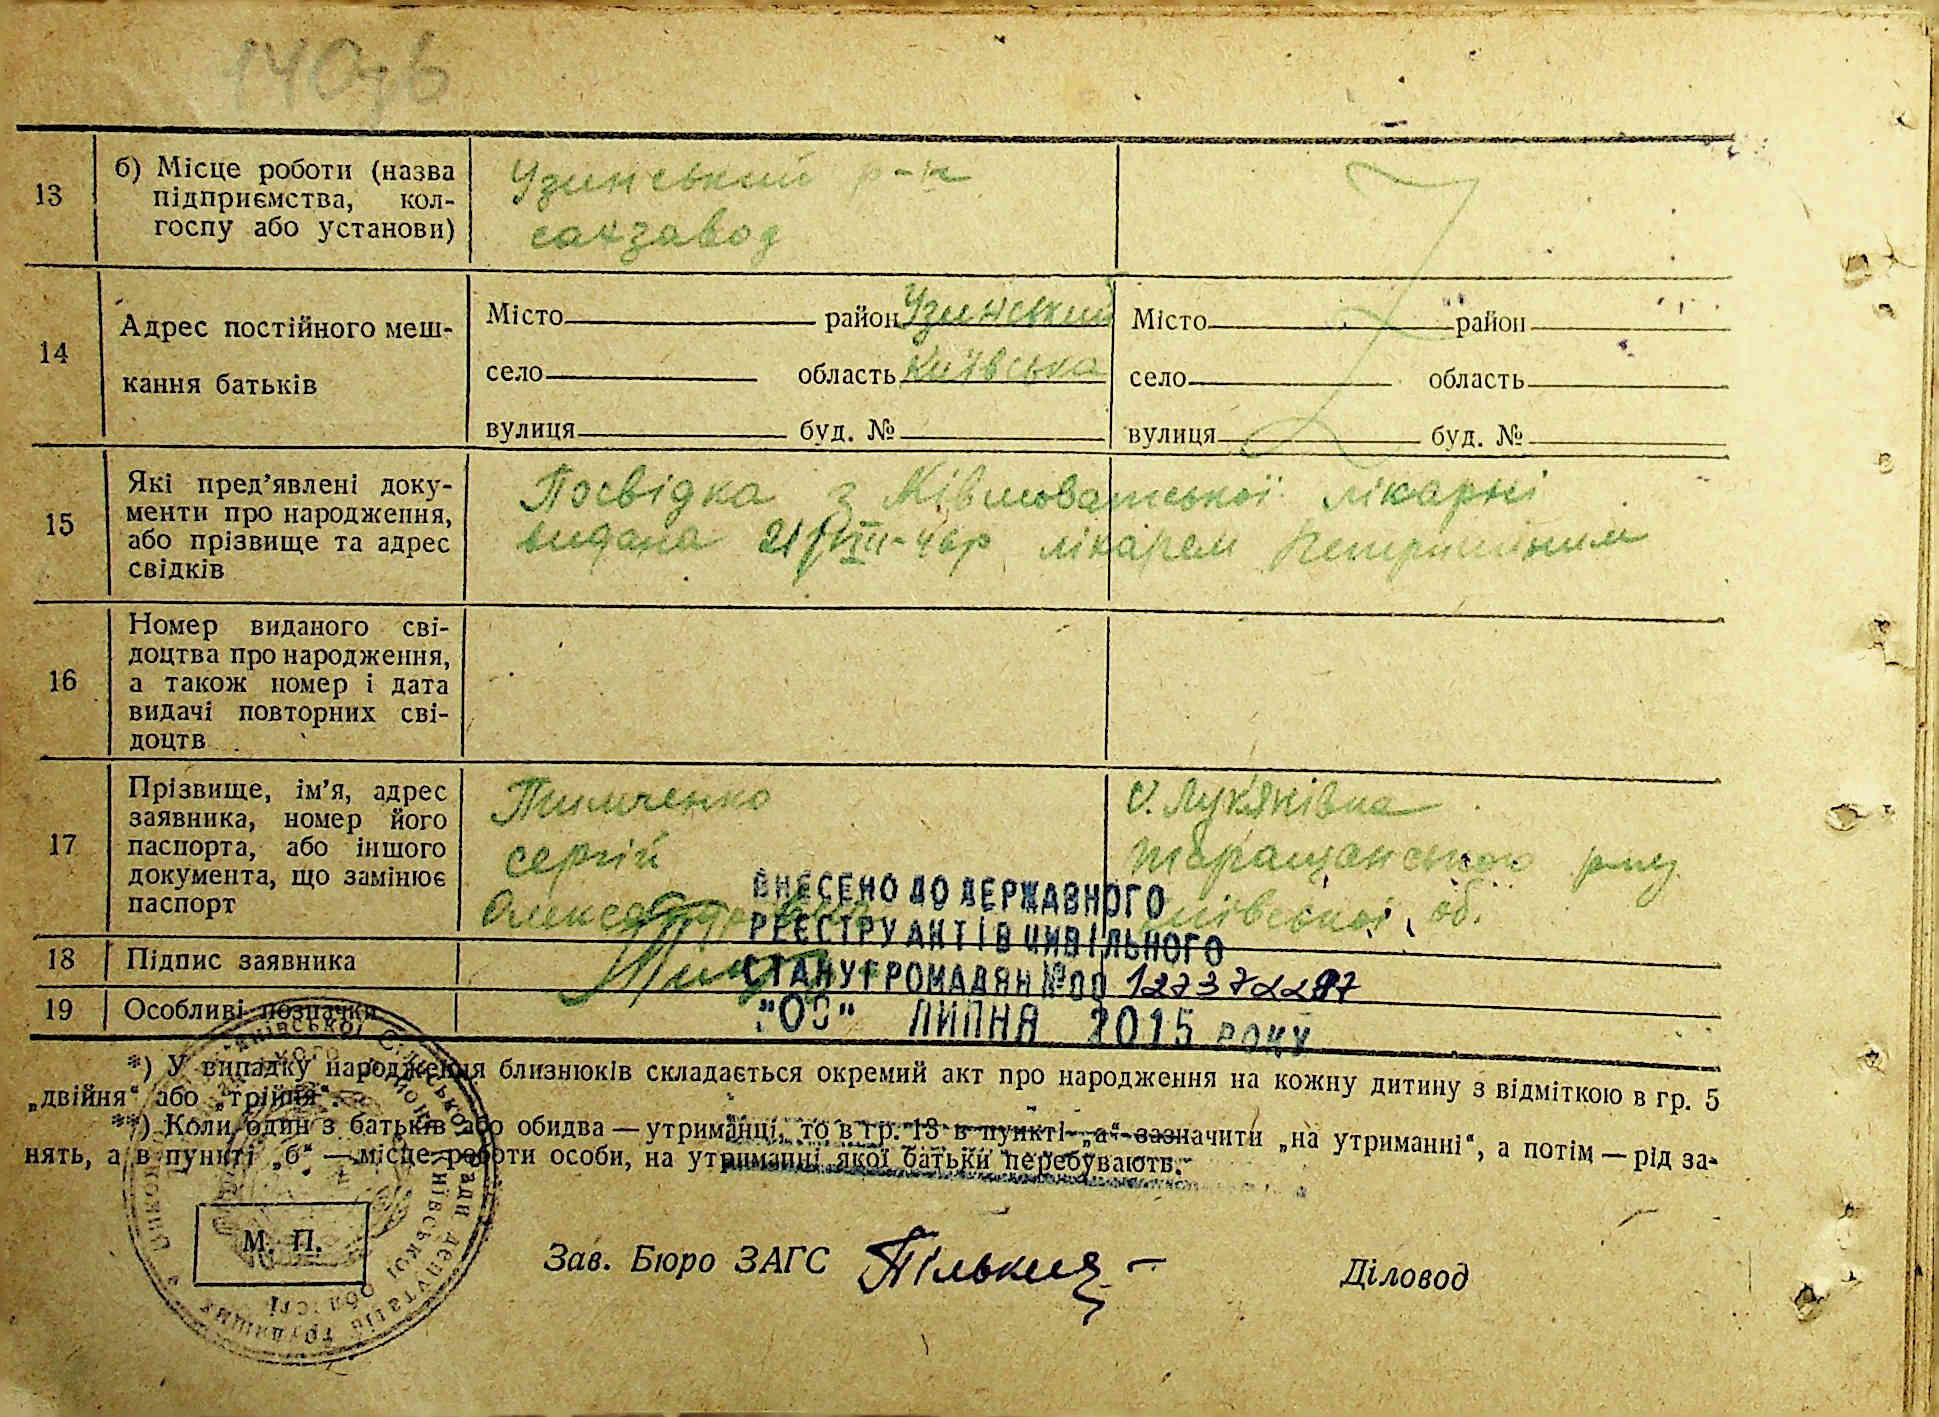 13
б) Місце роботи (назва
підприємства, кол-
госпу або установи)
Узинський р-н
сахзавод
14
Адрес постійного меш-
кання батьків
Місто район Узинський
село область Київська
вулиця буд. №
Місто район
село область
вулиця буд. №
15
Які пред’явлені доку-
менти про народження,
або прізвище та адрес
свідків
Посвідка з лікарні
видана 21/VIII-46р лікарем
16
Номер виданого сві-
доцтва про народження,
а також номер і дата
видачі повторних сві-
доцтв
17
Прізвище, ім’я, адрес
заявника, номер його
паспорта, або іншого
документа, що замінює
паспорт
Тимченко
Сергій
с. Лук'янівка
Таращанського р-ну
Київської об.
18
Підпис заявника
19
Особливі позначки
ВНЕСЕНО ДО ДЕРЖАВНОГО
РЕЄСТРУ АКТІВ ЦИВІЛЬНОГО
СТАНУ ГРОМАДЯН №00
ЛИПНЯ 2015 РОКУ
*) У випадку народження близнюків складається окремий акт про народження на кожну дитину з відміткою в гр. 5
„двійня“ або „трійня“.
**) Коли один з батьків або обидва — утриманці, то в гр. 13 в пункті „а“ зазначити „на утриманні“, а потім — рід за-
нять, а в пункті „б“ — місце роботи особи, на утриманні якої батьки перебувають.
М. П.
Зав. Бюро ЗАГС
Діловод